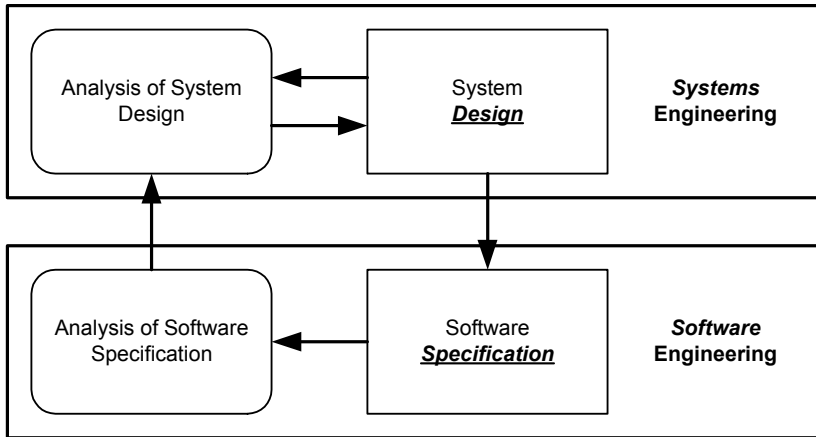 Analysis of System
Design
System
Design
Systems
Engineering
Analysis of Software
Specification
Software
Specification
Software
Engineering